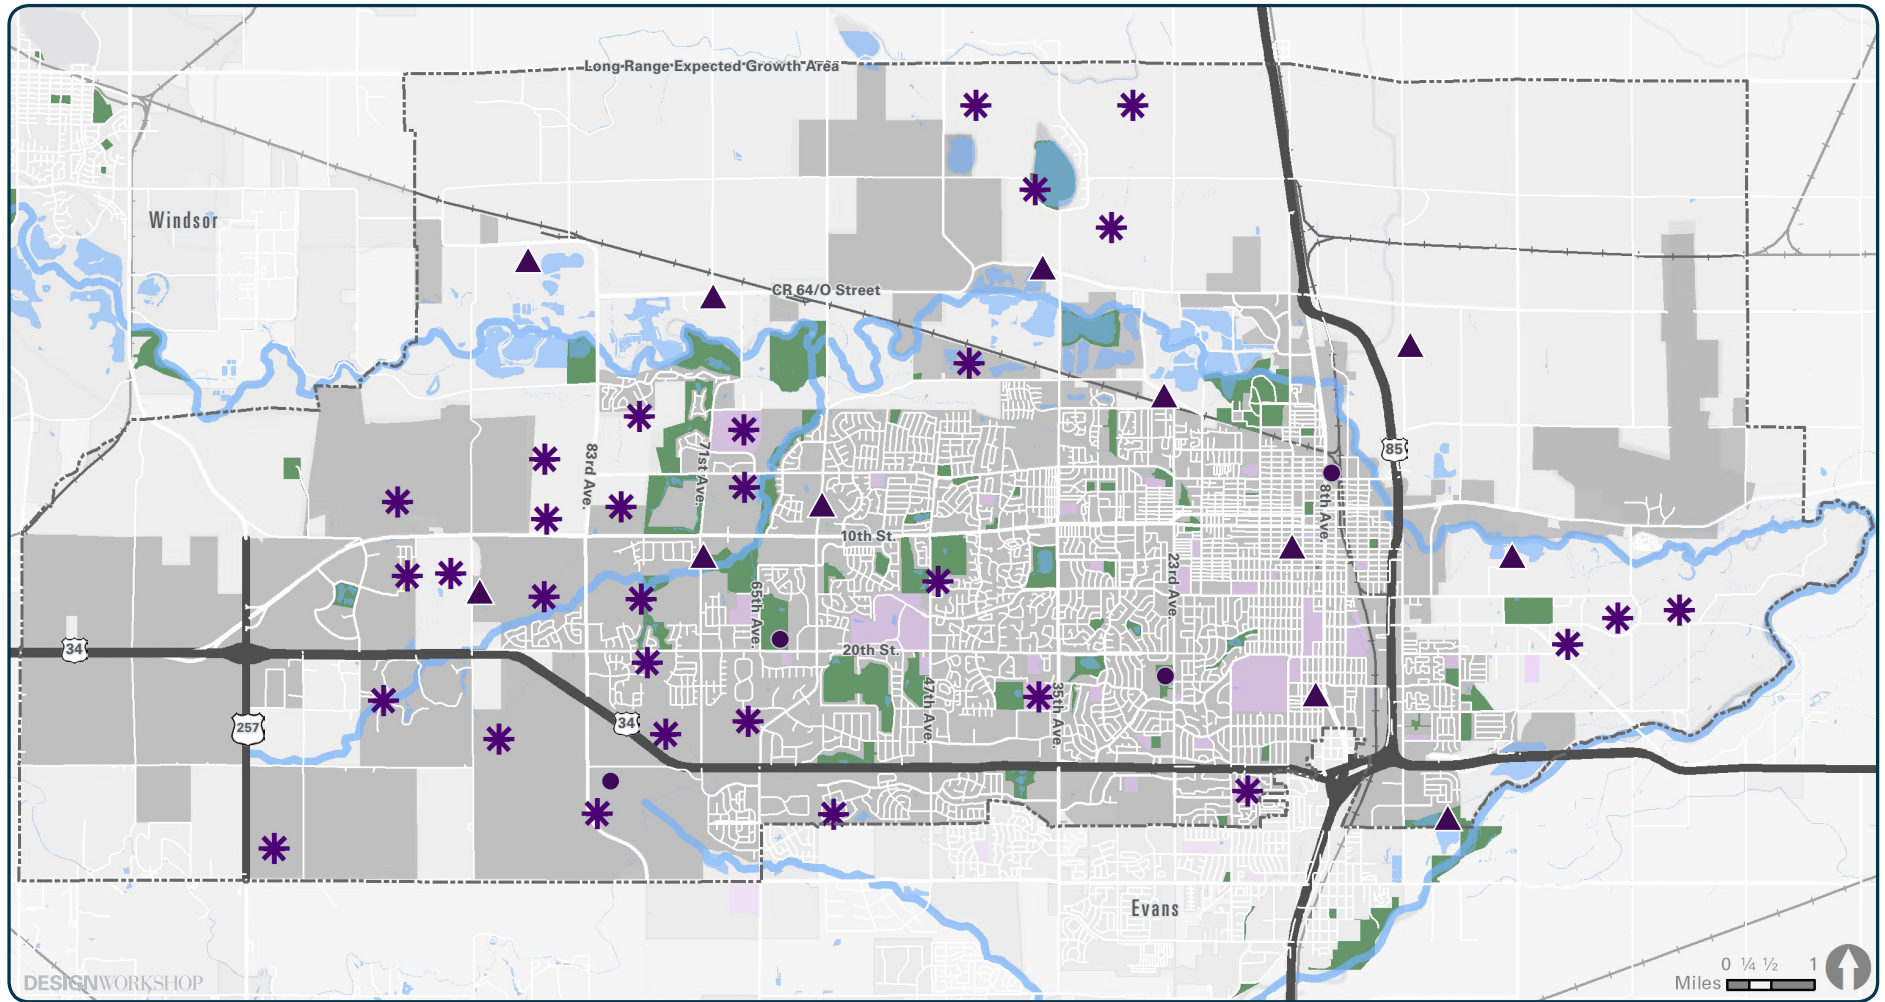 Long Range Expected Growth Area
Windsor
CR 64/O Street
85
83rd Ave.
71st Ave.
8th Ave.
10th St.
23rd Ave.
65th Ave.
34
20th St.
47th Ave.
35th Ave.
34
257
Evans
DESIGNWORKSHOP
0 ¼ ½ 1
Miles